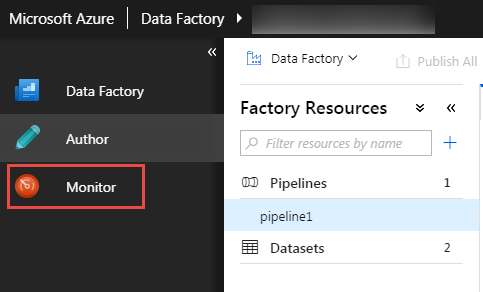 Microsoft Azure Data Factory
Data Factory
Author
Monitor
Data Factory Publish All
Factory Resources
Filter resources by name
Pipelines 1
pipeline1
Datasets 2